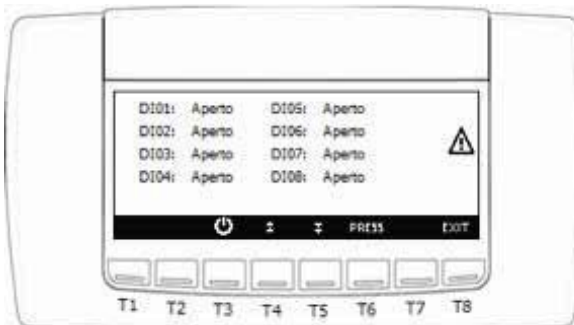 DI01: Aperto DI05: Aperto
DI02: Aperto DI06: Aperto
DI03: Aperto DI07: Aperto
DI04: Aperto DI08: Aperto
PRESS EXIT
T1 T2 T3 T4 T5 T6 T7 T8